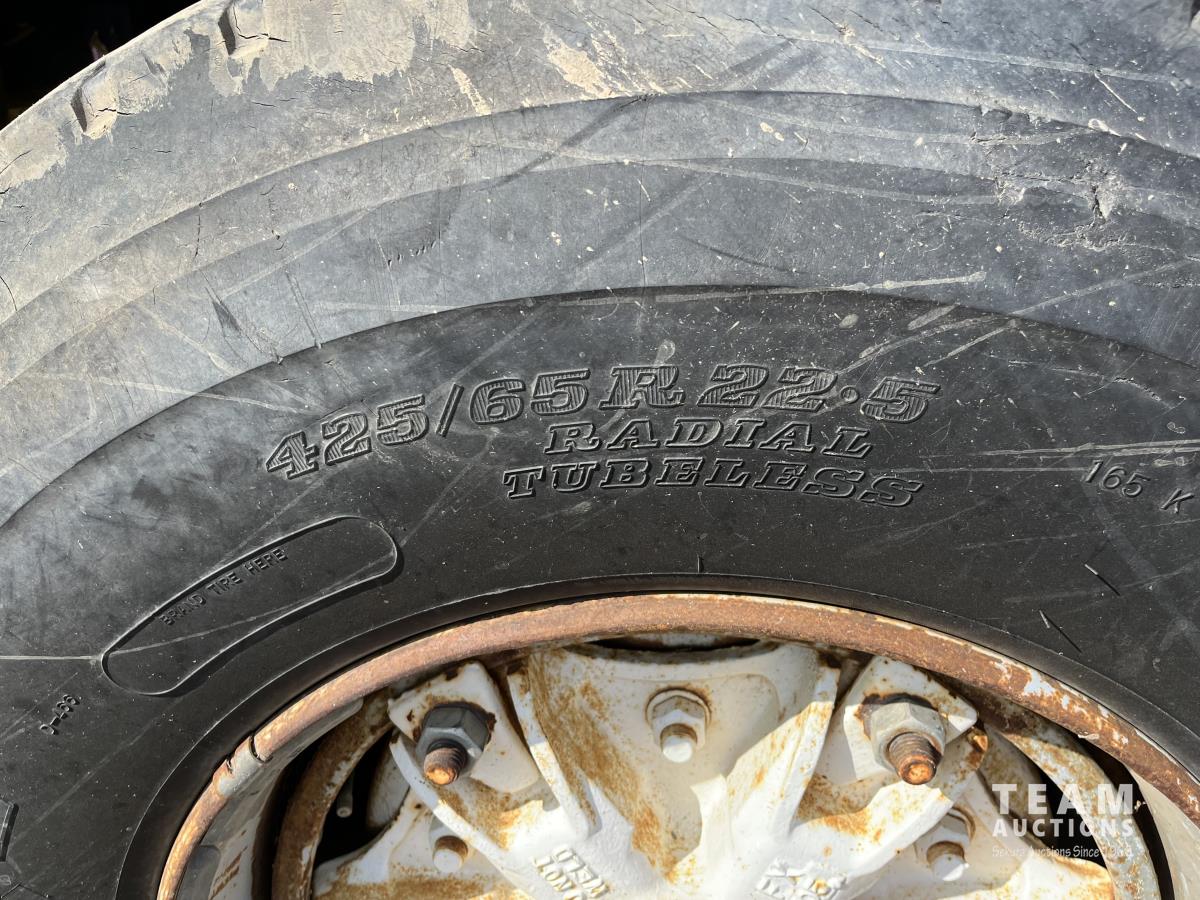 425/65R22.5
RADIAL
TUBELESS
165 K
BRAND TIRE HERE
TEAM
AUCTIONS